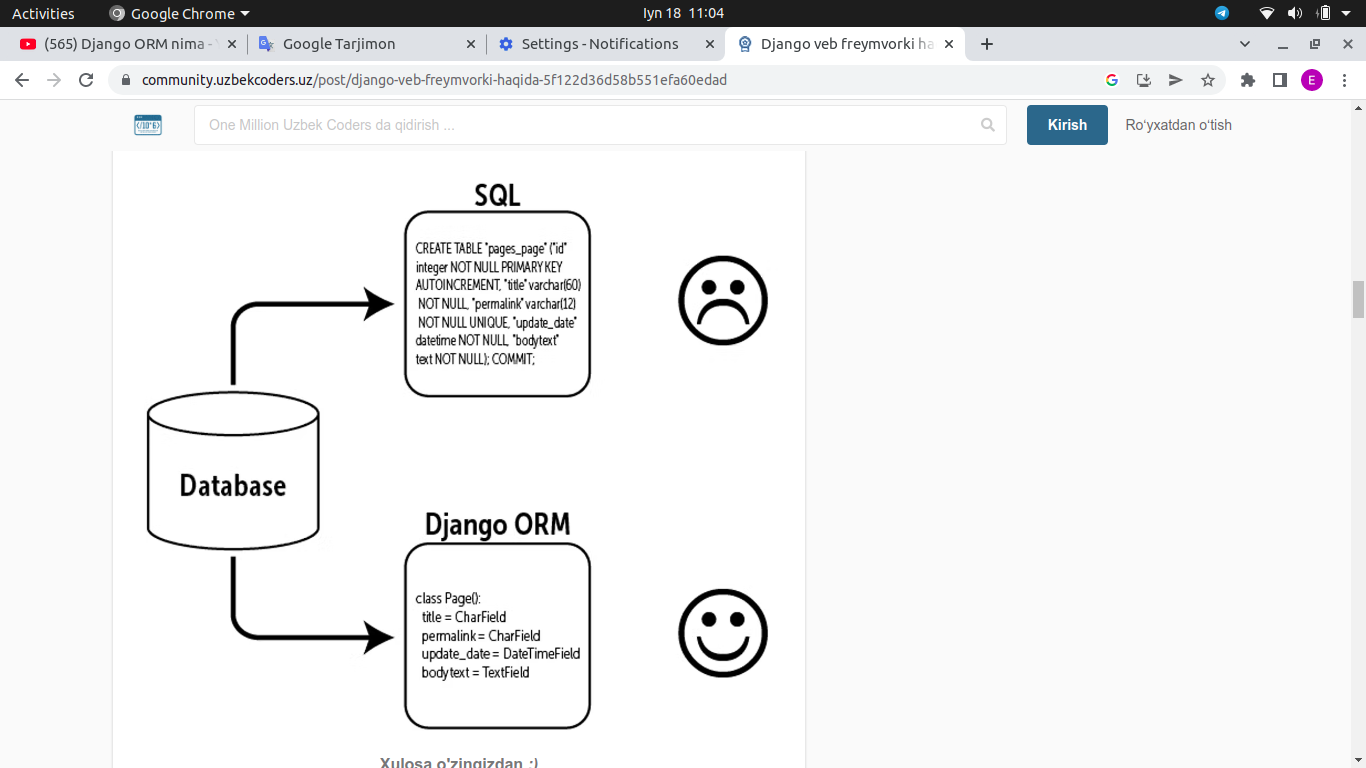 Activities
Google Chrome
Iyn 18 11:04
(565) Django ORM nima -
Google Tarjimon
Settings - Notifications
Django veb freymvorki ha
community.uzbekcoders.uz/post/django-veb-freymvorki-haqida-5f122d36d58b551efa60edad
E
One Million Uzbek Coders da qidirish ...
Kirish
Roʻyxatdan oʻtish
SQL
CREATE TABLE "pages_page" ("id"
integer NOT NULL PRIMARY KEY
AUTOINCREMENT, "title" varchar(60)
NOT NULL, "permalink" varchar(12)
NOT NULL UNIQUE, "update_date"
datetime NOT NULL, "bodytext"
text NOT NULL); COMMIT;
Database
Django ORM
class Page():
title = CharField
permalink = CharField
update_date = DateTimeField
bodytext = TextField
Xulosa o'zingizdan :)